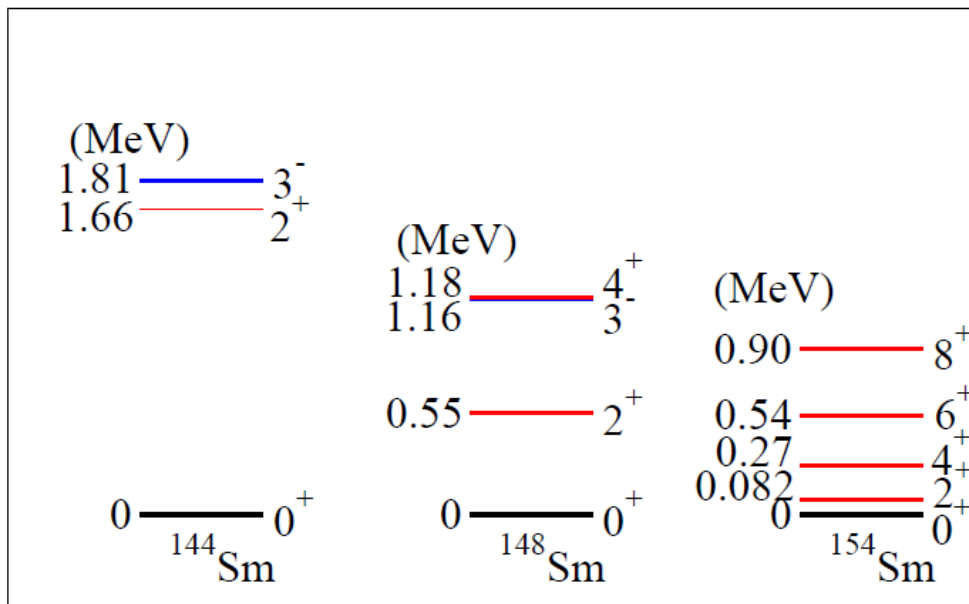 (MeV)
1.81 3⁻
1.66 2⁺
0 0⁺
¹⁴⁴Sm
(MeV)
1.18 4⁺
1.16 3⁻
0.55 2⁺
0 0⁺
¹⁴⁸Sm
(MeV)
0.90 8⁺
0.54 6⁺
0.27 4⁺
0.082 2⁺
0 0⁺
¹⁵⁴Sm